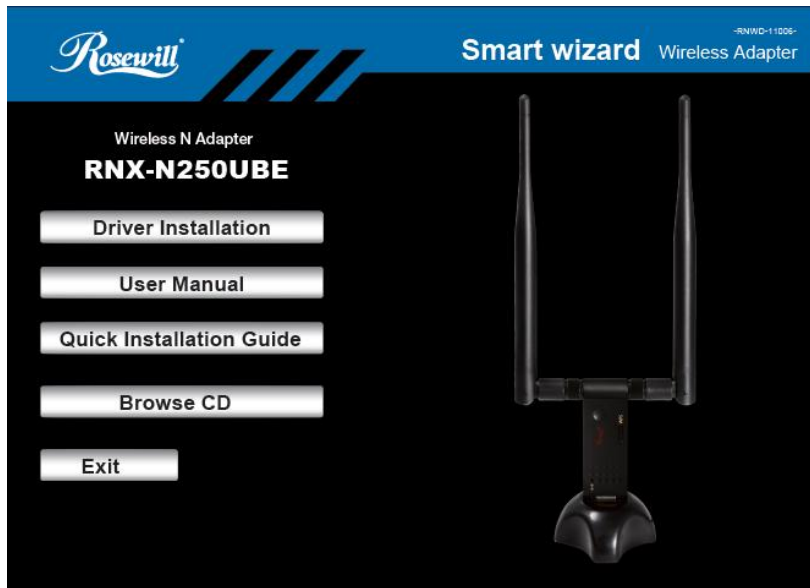 Rosewill
-RNWD-11006-
Smart wizard Wireless Adapter
Wireless N Adapter
RNX-N250UBE
Driver Installation
User Manual
Quick Installation Guide
Browse CD
Exit